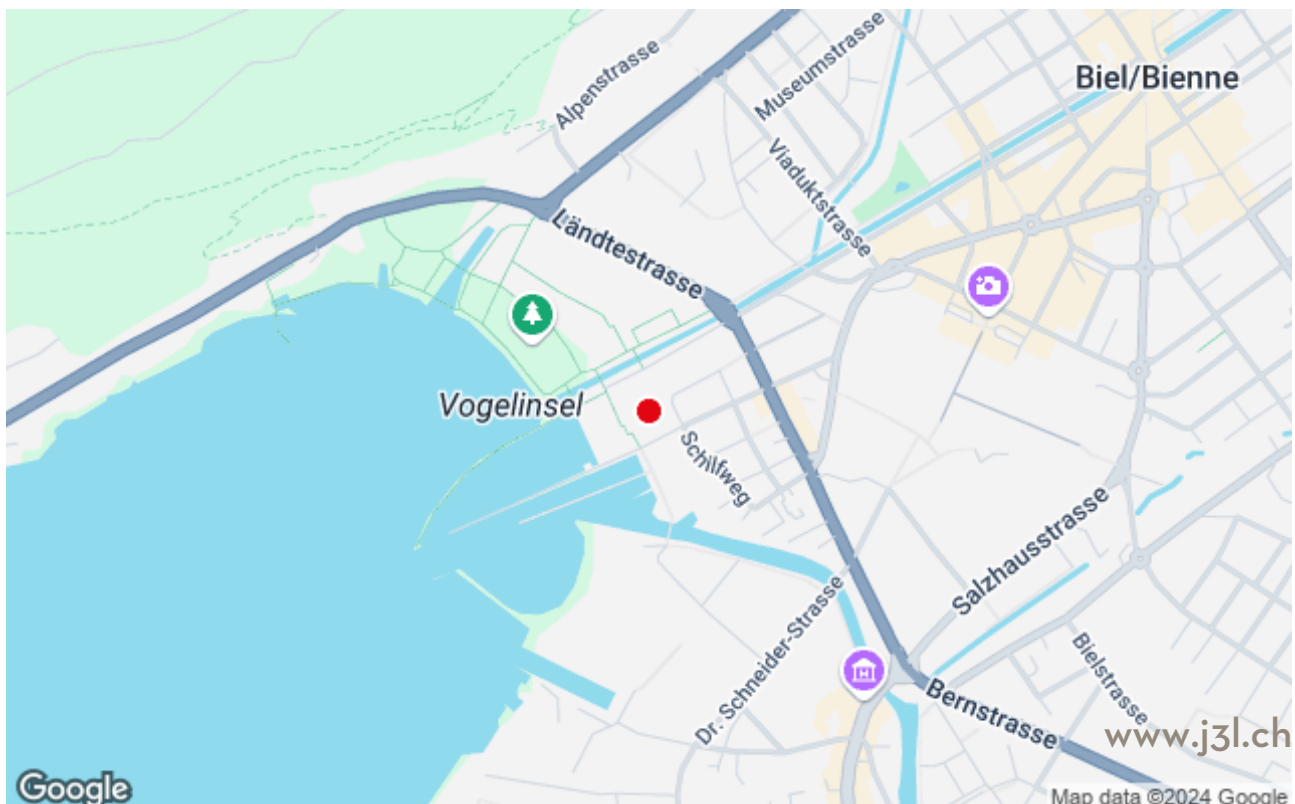 Alpenstrasse
Museumstrasse
Biel/Bienne
Viaduktstrasse
Ländtestrasse
Vogelinsel
Schilfweg
Salzhausstrasse
Dr. Schneider-Strasse
Bielstrasse
Bernstrasse
www.j3l.ch
Google
Map data ©2024 Google